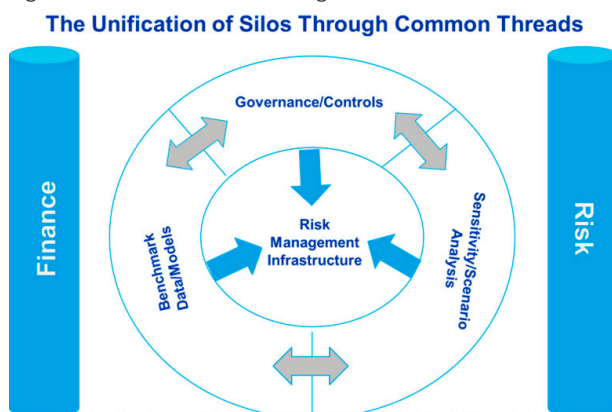 The Unification of Silos Through Common Threads
Governance/Controls
Finance
Benchmark
Data/Models
Risk
Management
Infrastructure
Sensitivity/Scenario
Analysis
Risk